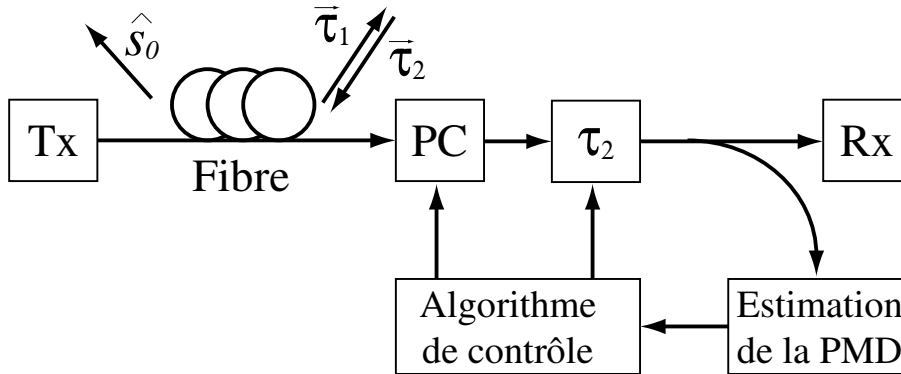 ŝ₀
τ⃗₁
τ⃗₂
Tx
Fibre
PC
τ₂
Rx
Algorithme
de contrôle
Estimation
de la PMD